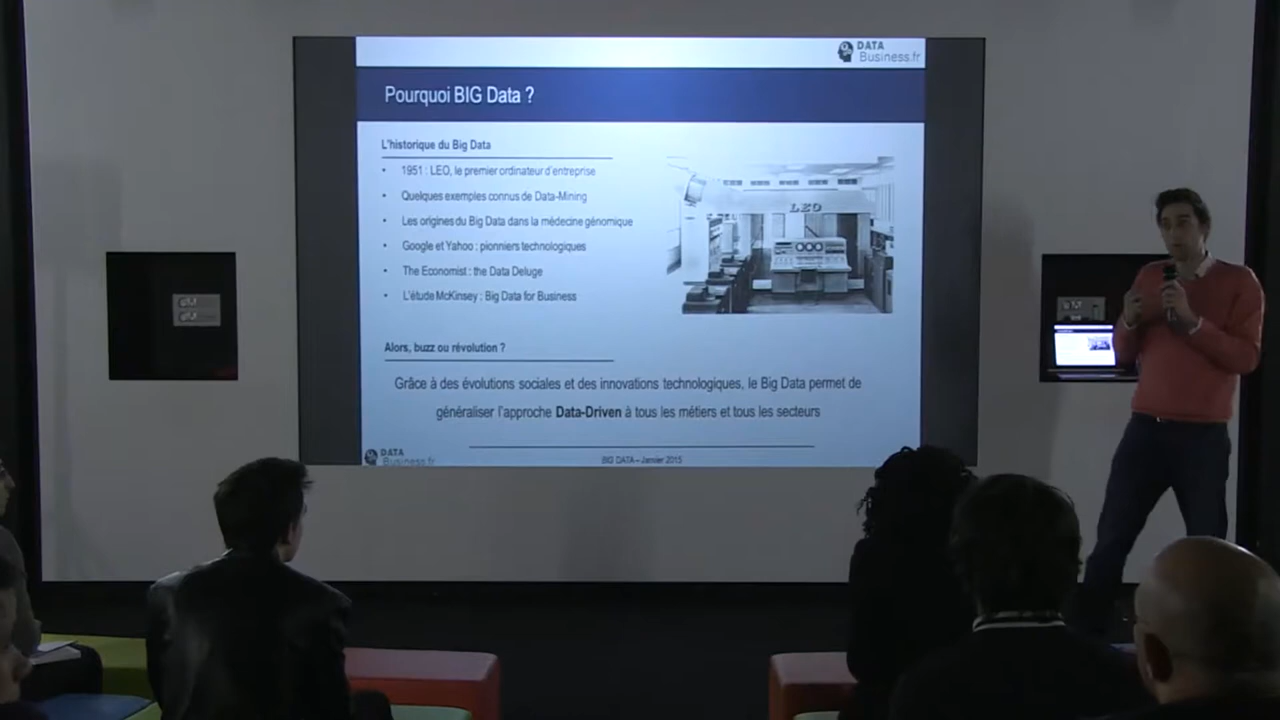 DATA
Business.fr
Pourquoi BIG Data ?
L'historique du Big Data
• 1951 : LEO, le premier ordinateur d'entreprise
• Quelques exemples connus de Data-Mining
• Les origines du Big Data dans la médecine génomique
• Google et Yahoo : pionniers technologiques
• The Economist : the Data Deluge
• L'étude McKinsey : Big Data for Business
LEO
Alors, buzz ou révolution ?
Grâce à des évolutions sociales et des innovations technologiques, le Big Data permet de
généraliser l'approche Data-Driven à tous les métiers et tous les secteurs
DATA
Business.fr
BIG DATA – Janvier 2015